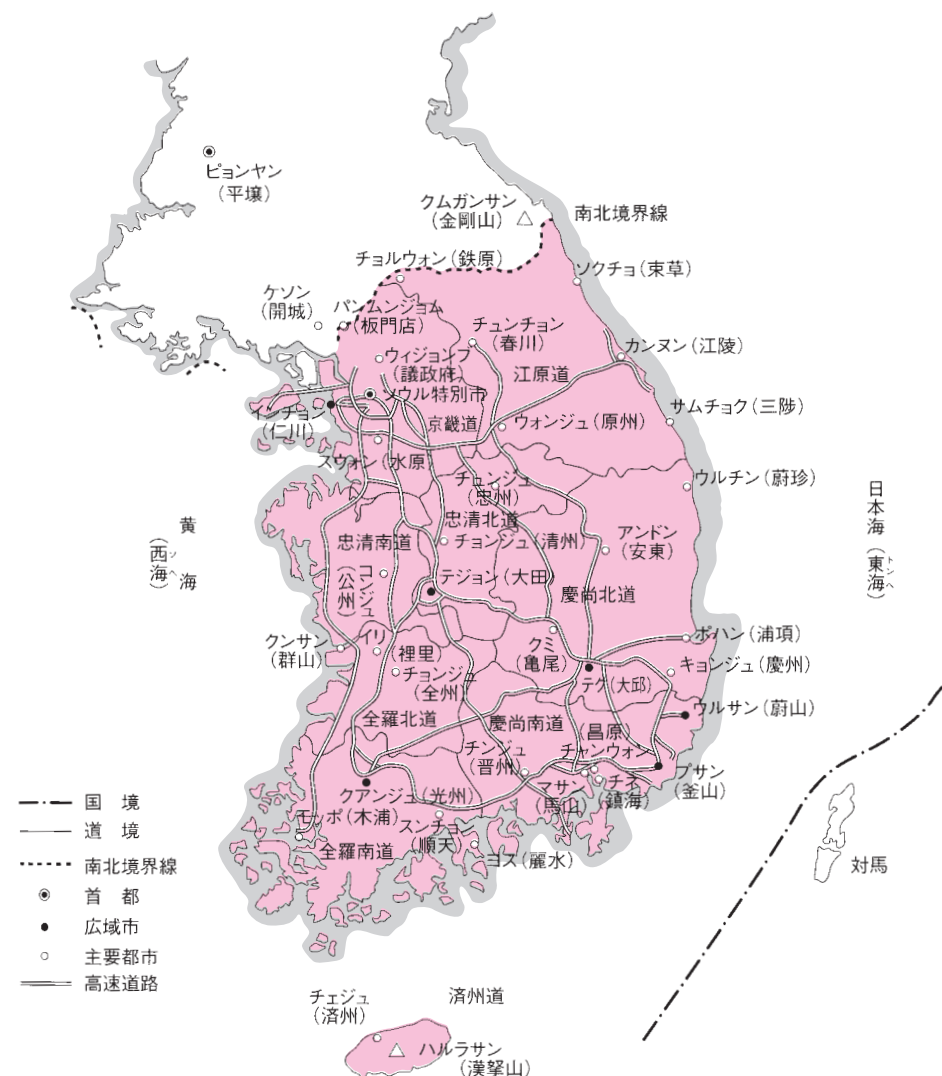 ピョンヤン
(平壌)
クムガンサン
(金剛山)
南北境界線
チョルウォン(鉄原)
ソクチョ(束草)
ケソン
(開城)
パンムンジョム
(板門店)
チュンチョン
(春川)
カンヌン(江陵)
ウィジョンブ
(議政府)
江原道
ソウル特別市
インチョン
(仁川)
京畿道
サムチョク(三陟)
ウォンジュ(原州)
スウォン(水原
ウルチン(蔚珍)
チュンジュ
(忠州)
忠清北道
黄海
(西海)
ソヘ
日本海(東海)
トンヘ
忠清南道
チョンジュ(清州)
アンドン
(安東)
コンジュ
(公州)
テジョン(大田)
慶尚北道
クンサン
(群山)
イリ
(裡里)
クミ
(亀尾)
ポハン(浦項)
チョンジュ
(全州)
テグ(大邱)
キョンジュ(慶州)
全羅北道
慶尚南道
ウルサン(蔚山)
昌原
チャンウォン
チンジュ
(晋州)
プサン
(釜山)
クアンジュ(光州)
マサン
(馬山)
チネ
(鎮海)
モッポ(木浦)
スンチョン
(順天)
全羅南道
ヨス(麗水)
対馬
国 境
道 境
南北境界線
首 都
広域市
主要都市
高速道路
チェジュ
(済州)
済州道
ハルラサン
(漢拏山)